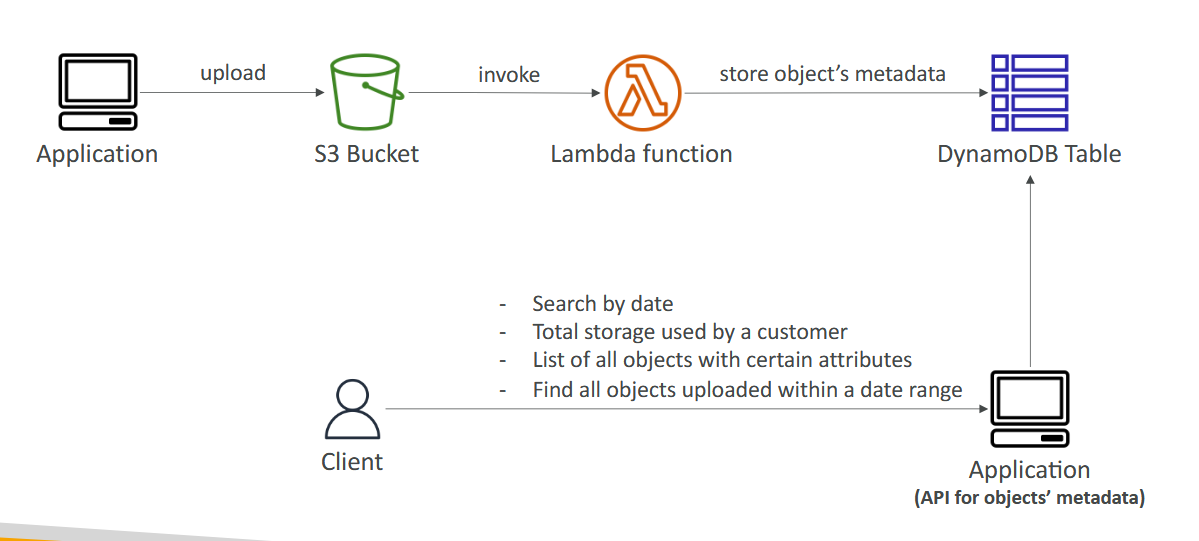 upload
invoke
store object's metadata
Application
S3 Bucket
Lambda function
DynamoDB Table
- Search by date
- Total storage used by a customer
- List of all objects with certain attributes
- Find all objects uploaded within a date range
Client
Application
(API for objects' metadata)